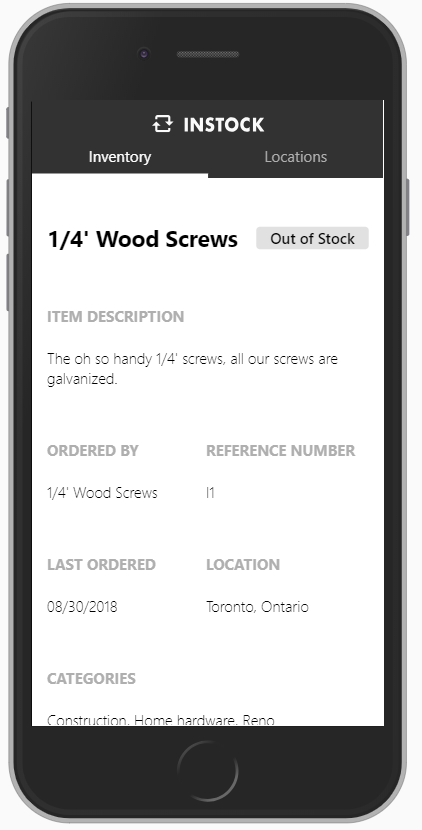 INSTOCK
Inventory Locations
1/4' Wood Screws Out of Stock
ITEM DESCRIPTION
The oh so handy 1/4' screws, all our screws are
galvanized.
ORDERED BY REFERENCE NUMBER
1/4' Wood Screws I1
LAST ORDERED LOCATION
08/30/2018 Toronto, Ontario
CATEGORIES
Construction, Home hardware, Reno